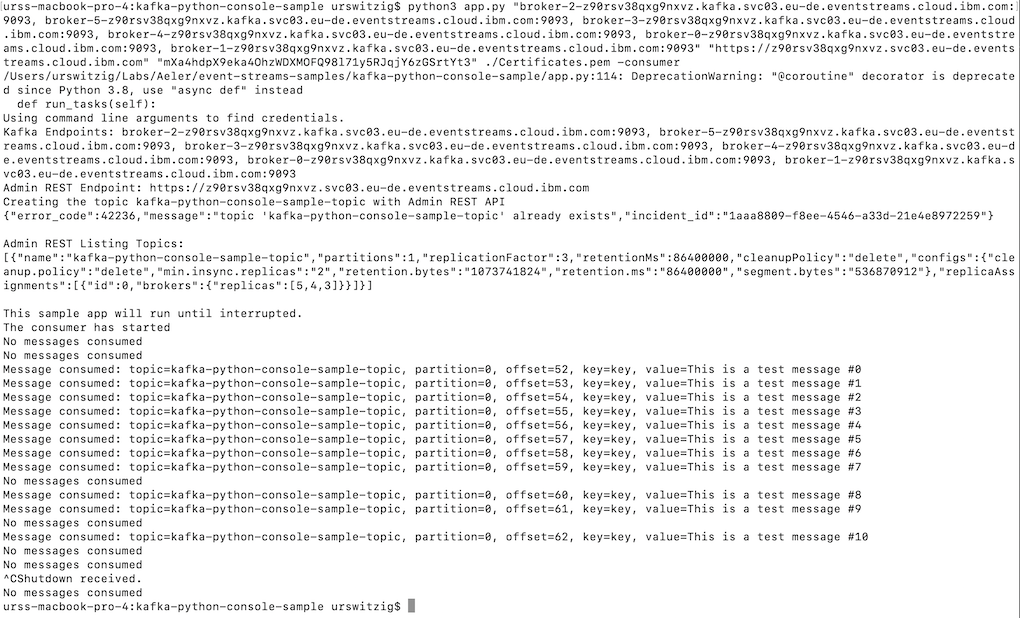 urss-macbook-pro-4:kafka-python-console-sample urswitzig$ python3 app.py "broker-2-z90rsv38qxg9nxvz.kafka.svc03.eu-de.eventstreams.cloud.ibm.com:
9093, broker-5-z90rsv38qxg9nxvz.kafka.svc03.eu-de.eventstreams.cloud.ibm.com:9093, broker-3-z90rsv38qxg9nxvz.kafka.svc03.eu-de.eventstreams.cloud
.ibm.com:9093, broker-4-z90rsv38qxg9nxvz.kafka.svc03.eu-de.eventstreams.cloud.ibm.com:9093, broker-0-z90rsv38qxg9nxvz.kafka.svc03.eu-de.eventstre
ams.cloud.ibm.com:9093, broker-1-z90rsv38qxg9nxvz.kafka.svc03.eu-de.eventstreams.cloud.ibm.com:9093" "https://z90rsv38qxg9nxvz.svc03.eu-de.events
treams.cloud.ibm.com" "mXa4hdpX9eka4OhzWDXMOFQ98l71y5RJqjY6zGSrtYt3" ./Certificates.pem -consumer
/Users/urswitzig/Labs/Aeler/event-streams-samples/kafka-python-console-sample/app.py:114: DeprecationWarning: "@coroutine" decorator is deprecate
d since Python 3.8, use "async def" instead
  def run_tasks(self):
Using command line arguments to find credentials.
Kafka Endpoints: broker-2-z90rsv38qxg9nxvz.kafka.svc03.eu-de.eventstreams.cloud.ibm.com:9093, broker-5-z90rsv38qxg9nxvz.kafka.svc03.eu-de.eventst
reams.cloud.ibm.com:9093, broker-3-z90rsv38qxg9nxvz.kafka.svc03.eu-de.eventstreams.cloud.ibm.com:9093, broker-4-z90rsv38qxg9nxvz.kafka.svc03.eu-d
e.eventstreams.cloud.ibm.com:9093, broker-0-z90rsv38qxg9nxvz.kafka.svc03.eu-de.eventstreams.cloud.ibm.com:9093, broker-1-z90rsv38qxg9nxvz.kafka.s
vc03.eu-de.eventstreams.cloud.ibm.com:9093
Admin REST Endpoint: https://z90rsv38qxg9nxvz.svc03.eu-de.eventstreams.cloud.ibm.com
Creating the topic kafka-python-console-sample-topic with Admin REST API
{"error_code":42236,"message":"topic 'kafka-python-console-sample-topic' already exists","incident_id":"1aaa8809-f8ee-4546-a33d-21e4e8972259"}

Admin REST Listing Topics:
[{"name":"kafka-python-console-sample-topic","partitions":1,"replicationFactor":3,"retentionMs":86400000,"cleanupPolicy":"delete","configs":{"cle
anup.policy":"delete","min.insync.replicas":"2","retention.bytes":"1073741824","retention.ms":"86400000","segment.bytes":"536870912"},"replicaAss
ignments":[{"id":0,"brokers":{"replicas":[5,4,3]}}]}]

This sample app will run until interrupted.
The consumer has started
No messages consumed
No messages consumed
Message consumed: topic=kafka-python-console-sample-topic, partition=0, offset=52, key=key, value=This is a test message #0
Message consumed: topic=kafka-python-console-sample-topic, partition=0, offset=53, key=key, value=This is a test message #1
Message consumed: topic=kafka-python-console-sample-topic, partition=0, offset=54, key=key, value=This is a test message #2
Message consumed: topic=kafka-python-console-sample-topic, partition=0, offset=55, key=key, value=This is a test message #3
Message consumed: topic=kafka-python-console-sample-topic, partition=0, offset=56, key=key, value=This is a test message #4
Message consumed: topic=kafka-python-console-sample-topic, partition=0, offset=57, key=key, value=This is a test message #5
Message consumed: topic=kafka-python-console-sample-topic, partition=0, offset=58, key=key, value=This is a test message #6
Message consumed: topic=kafka-python-console-sample-topic, partition=0, offset=59, key=key, value=This is a test message #7
No messages consumed
Message consumed: topic=kafka-python-console-sample-topic, partition=0, offset=60, key=key, value=This is a test message #8
Message consumed: topic=kafka-python-console-sample-topic, partition=0, offset=61, key=key, value=This is a test message #9
No messages consumed
Message consumed: topic=kafka-python-console-sample-topic, partition=0, offset=62, key=key, value=This is a test message #10
No messages consumed
No messages consumed
^CShutdown received.
No messages consumed
urss-macbook-pro-4:kafka-python-console-sample urswitzig$